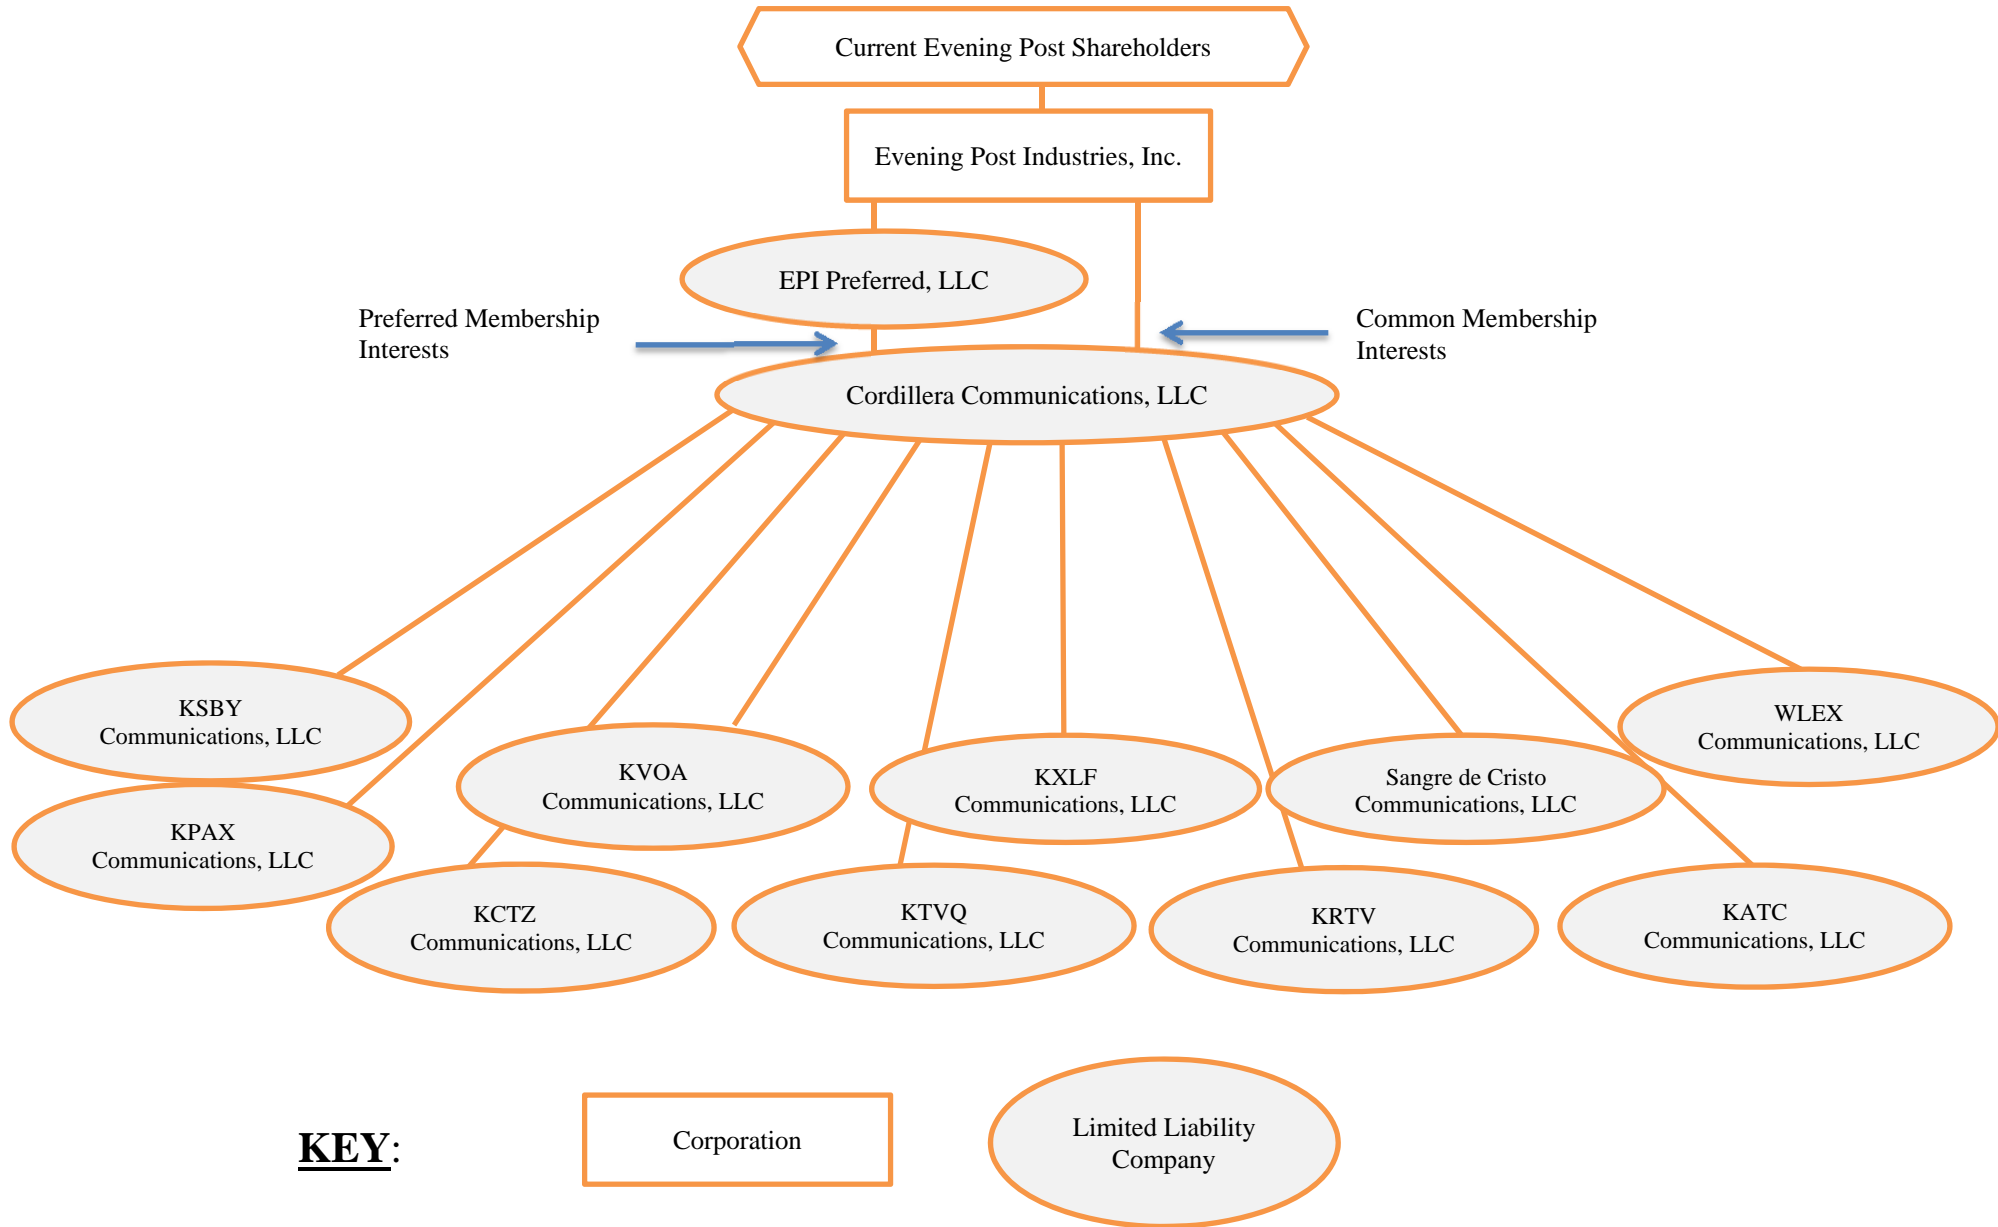 Current Evening Post Shareholders
Evening Post Industries, Inc.
EPI Preferred, LLC
Preferred Membership
Interests
Common Membership
Interests
Cordillera Communications, LLC
KSBY
Communications, LLC
WLEX
Communications, LLC
KVOA
Communications, LLC
KXLF
Communications, LLC
Sangre de Cristo
Communications, LLC
KPAX
Communications, LLC
KCTZ
Communications, LLC
KTVQ
Communications, LLC
KRTV
Communications, LLC
KATC
Communications, LLC
KEY:
Corporation
Limited Liability
Company